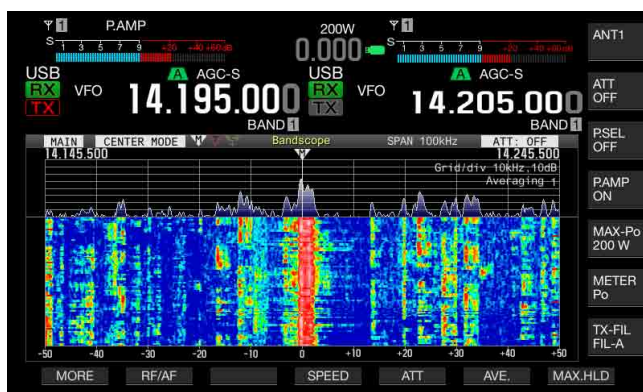 1 P.AMP 200W 1 ANT1
S 1 3 5 7 9 +20 +40 +60dB 0.000 S 1 3 5 7 9 +20 +40 +60dB
USB A AGC-S USB A AGC-S
RX VFO 14.195.000 RX VFO 14.205.000
TX TX
BAND 1 BAND 1
ATT
OFF
P.SEL
OFF
P.AMP
ON
MAX-Po
200 W
METER
Po
TX-FIL
FIL-A
MAIN CENTER MODE M Bandscope SPAN 100kHz ATT: OFF
14.145.500 M 14.245.500
Grid/div 10kHz,10dB
Averaging 1
-50 -40 -30 -20 -10 0 +10 +20 +30 +40 +50
MORE RF/AF SPEED ATT AVE. MAX.HLD